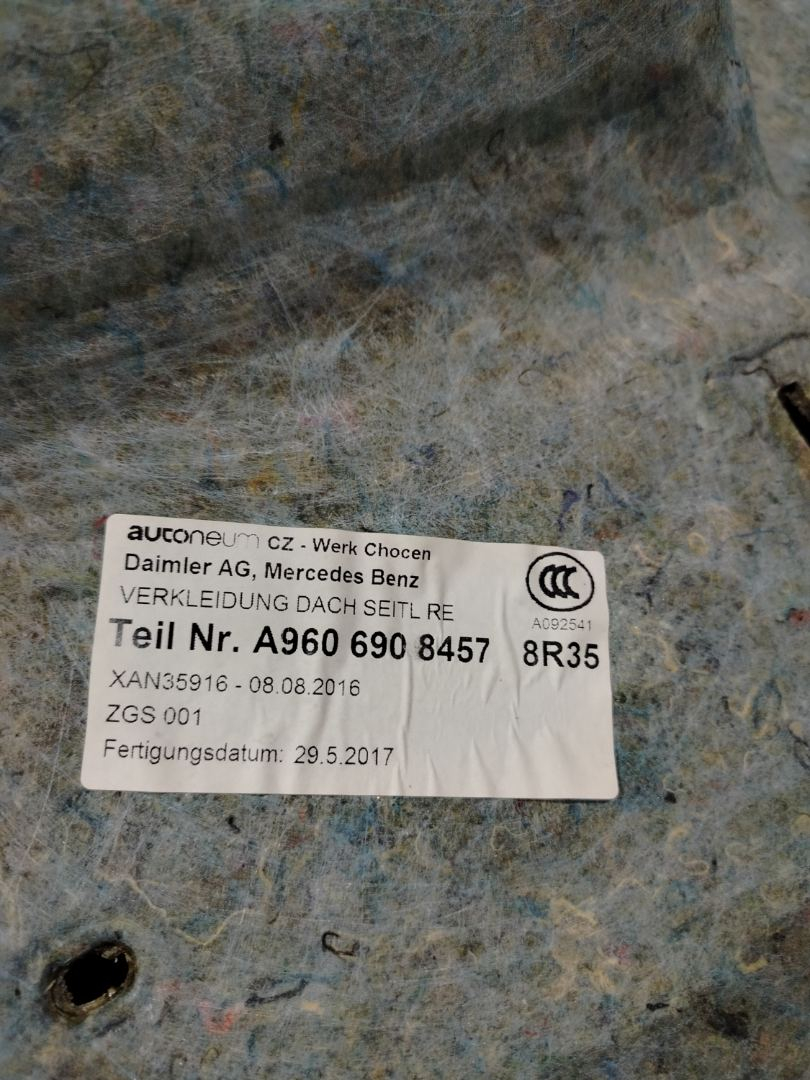 autoneum CZ - Werk Chocen
Daimler AG, Mercedes Benz
VERKLEIDUNG DACH SEITL RE
CCC
A092541
Teil Nr. A960 690 8457 8R35
XAN35916 - 08.08.2016
ZGS 001
Fertigungsdatum: 29.5.2017